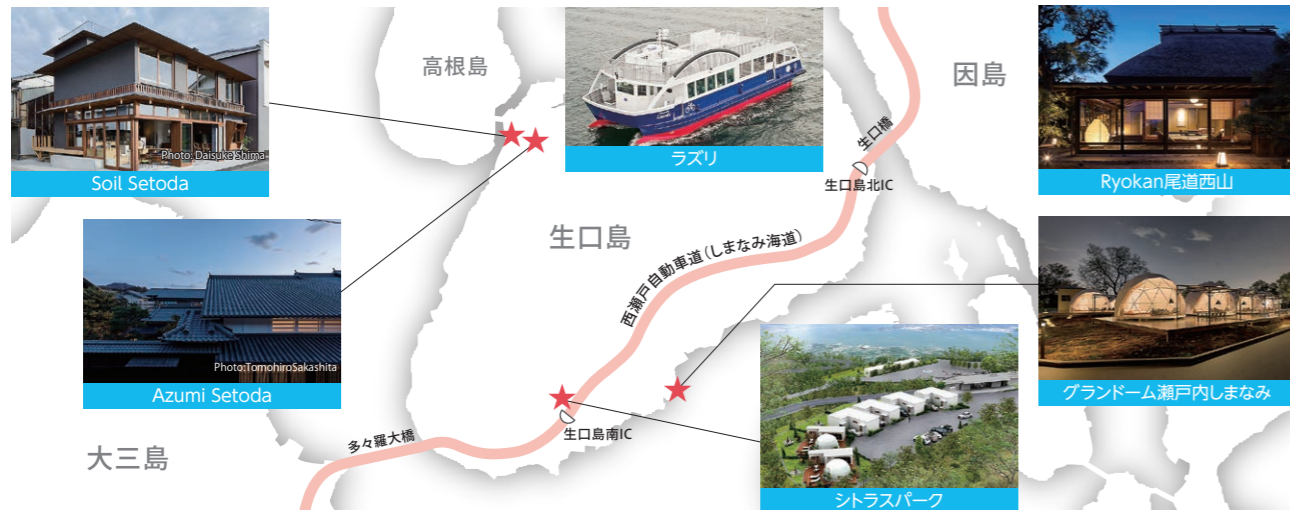 高根島
因島
Photo: Daisuke Shima
Soil Setoda
ラズリ
生口橋
生口島北IC
Ryokan尾道西山
生口島
西瀬戸自動車道(しまなみ海道)
Photo:TomohiroSakashita
Azumi Setoda
グランドーム瀬戸内しまなみ
大三島
多々羅大橋
生口島南IC
シトラスパーク